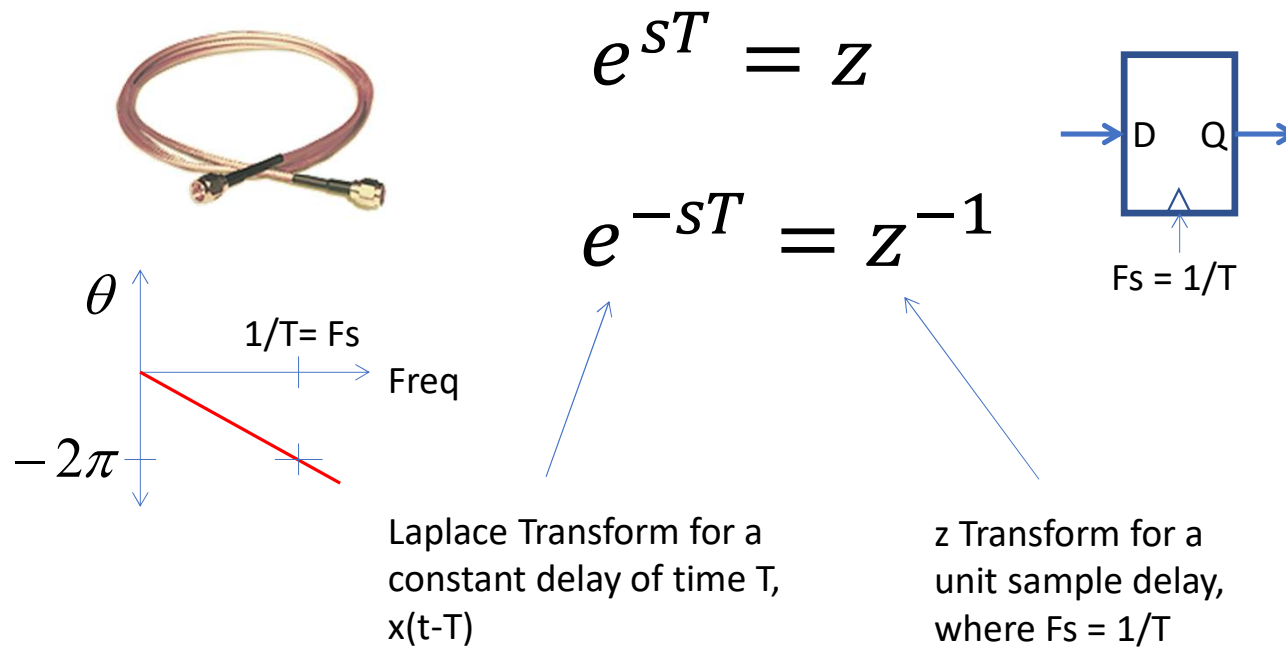 e^{sT} = z
D Q
e^{-sT} = z^{-1}
Fs = 1/T
θ
1/T= Fs
Freq
−2π
Laplace Transform for a
constant delay of time T,
x(t-T)
z Transform for a
unit sample delay,
where Fs = 1/T